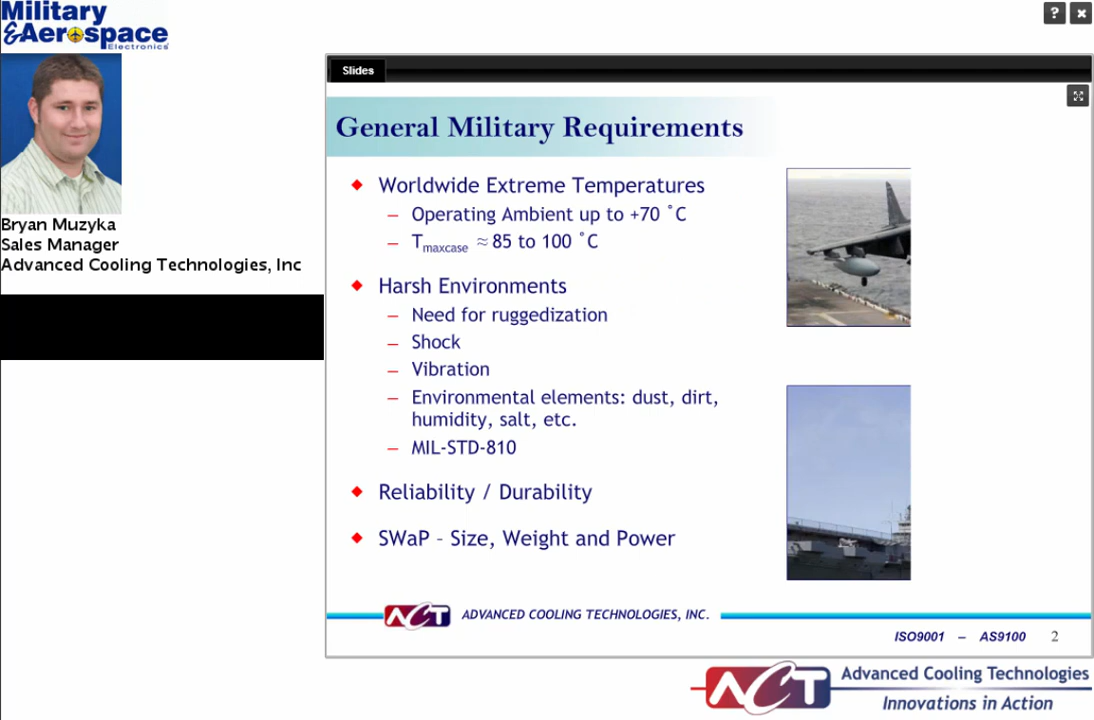 Military
&Aerospace
Electronics
? ×
Bryan Muzyka
Sales Manager
Advanced Cooling Technologies, Inc
Slides
General Military Requirements
Worldwide Extreme Temperatures
– Operating Ambient up to +70 ˚C
– Tmaxcase ≈ 85 to 100 ˚C
Harsh Environments
– Need for ruggedization
– Shock
– Vibration
– Environmental elements: dust, dirt,
humidity, salt, etc.
– MIL-STD-810
Reliability / Durability
SWaP – Size, Weight and Power
ACT ADVANCED COOLING TECHNOLOGIES, INC.
ISO9001 – AS9100 2
ACT Advanced Cooling Technologies
Innovations in Action